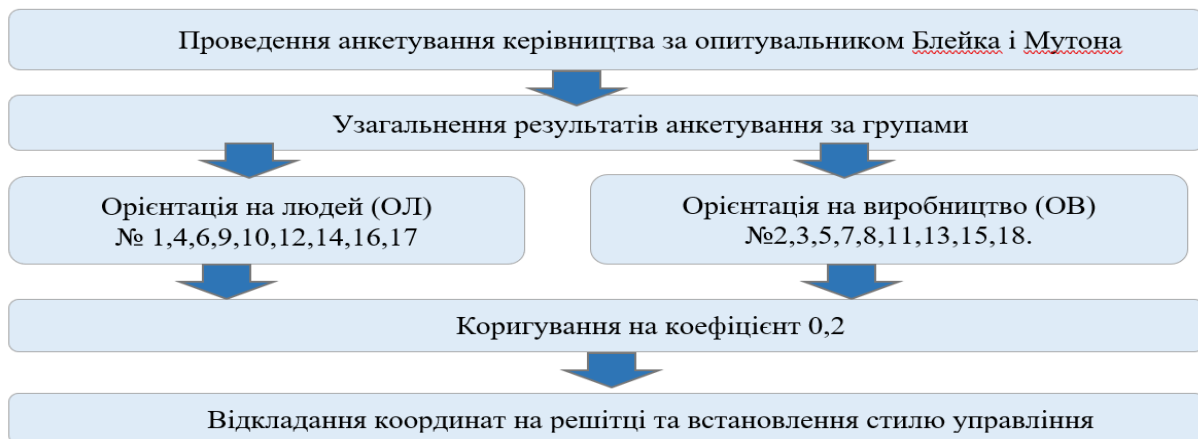 Проведення анкетування керівництва за опитувальником Блейка і Мутона
Узагальнення результатів анкетування за групами
Орієнтація на людей (ОЛ)
№ 1,4,6,9,10,12,14,16,17
Орієнтація на виробництво (ОВ)
№2,3,5,7,8,11,13,15,18.
Коригування на коефіцієнт 0,2
Відкладання координат на решітці та встановлення стилю управління